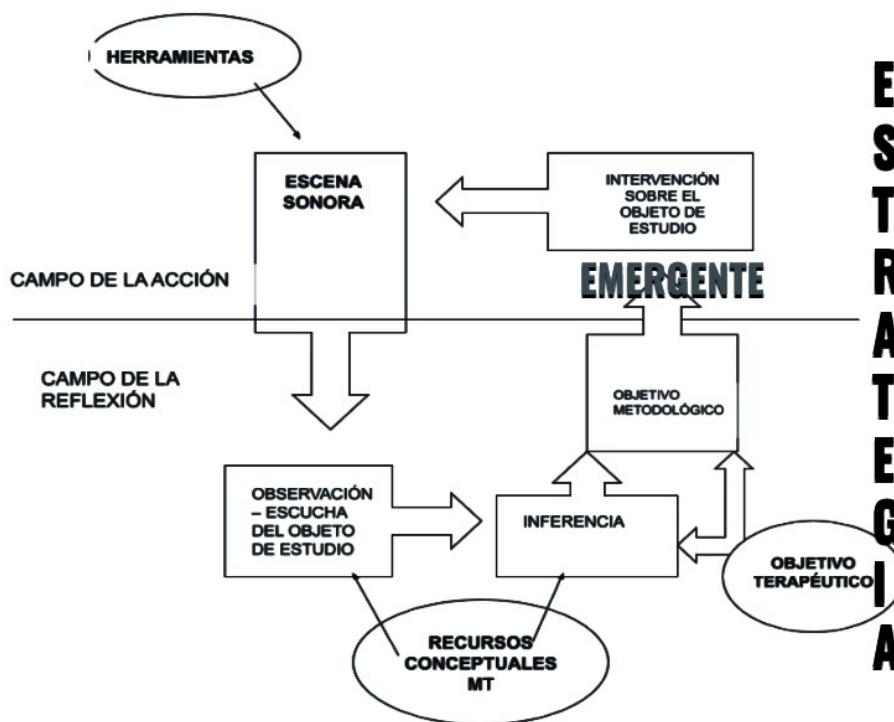 HERRAMIENTAS
ESCENA
SONORA
INTERVENCIÓN
SOBRE EL
OBJETO DE
ESTUDIO
CAMPO DE LA ACCIÓN
EMERGENTE
CAMPO DE LA
REFLEXIÓN
OBJETIVO
METODOLÓGICO
OBSERVACIÓN
– ESCUCHA
DEL OBJETO
DE ESTUDIO
INFERENCIA
OBJETIVO
TERAPÉUTICO
RECURSOS
CONCEPTUALES
MT
E
S
T
R
A
T
E
G
I
A